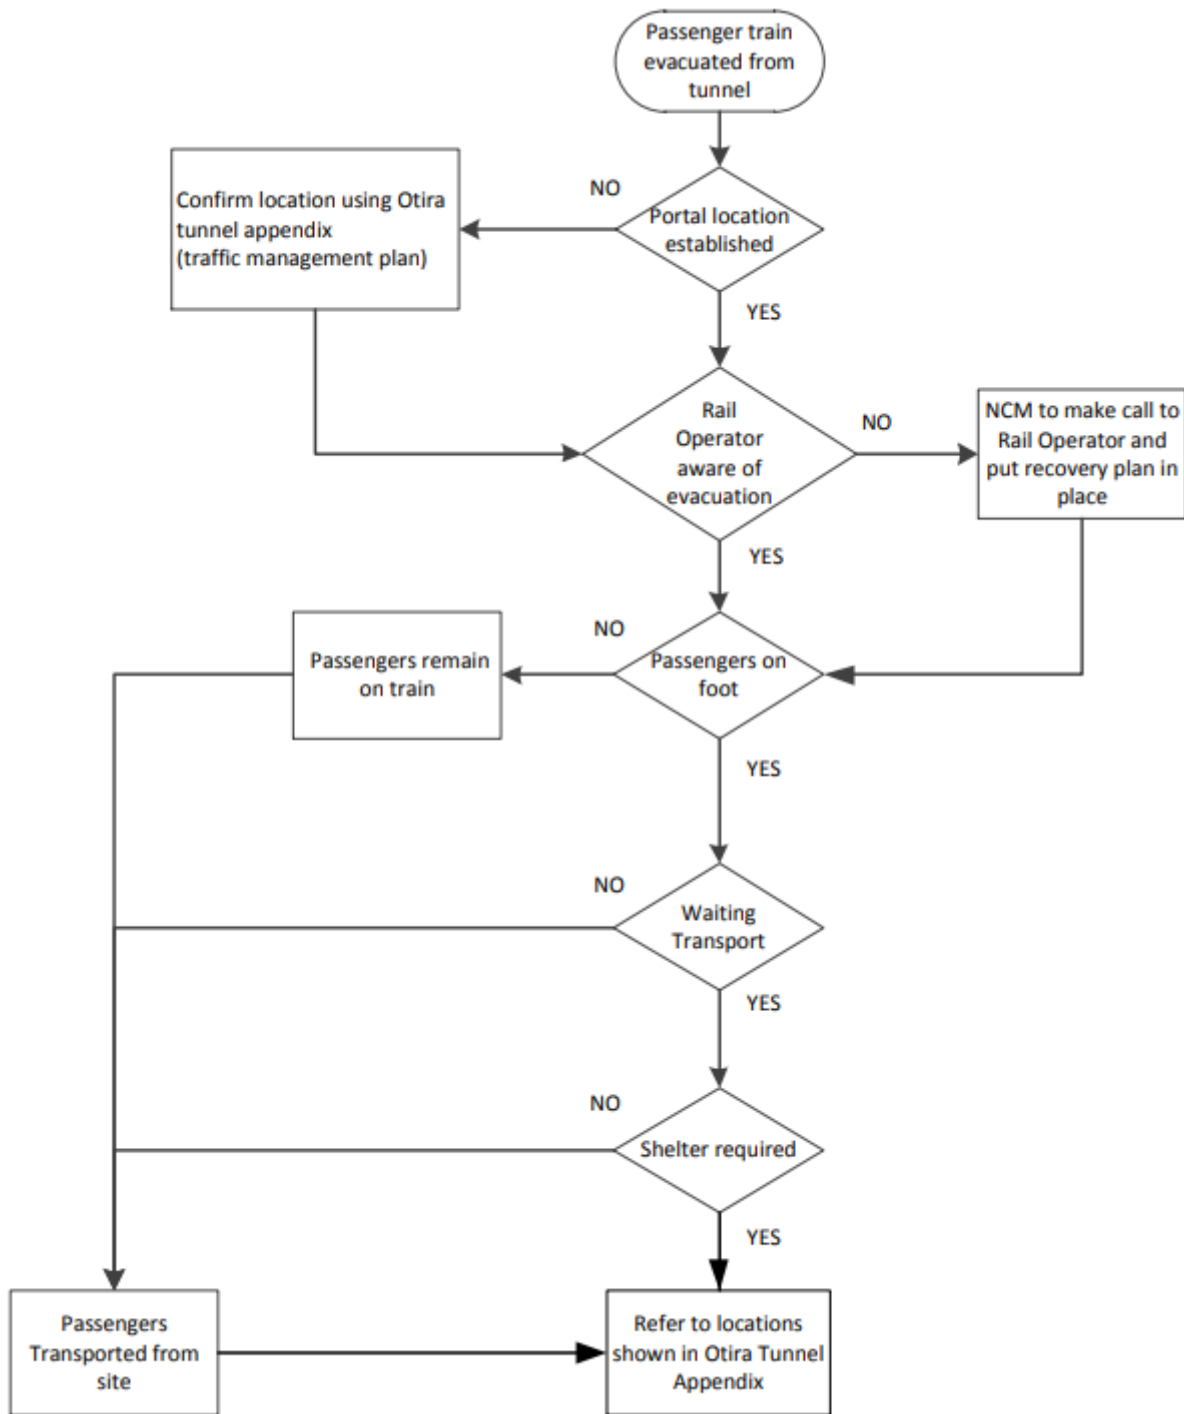 Passenger train
evacuated from
tunnel
NO
Portal location
established
Confirm location using Otira
tunnel appendix
(traffic management plan)
YES
Rail
Operator
aware of
evacuation
NO
NCM to make call to
Rail Operator and
put recovery plan in
place
YES
NO
Passengers on
foot
Passengers remain
on train
YES
NO
Waiting
Transport
YES
NO
Shelter required
YES
Passengers
Transported from
site
Refer to locations
shown in Otira Tunnel
Appendix